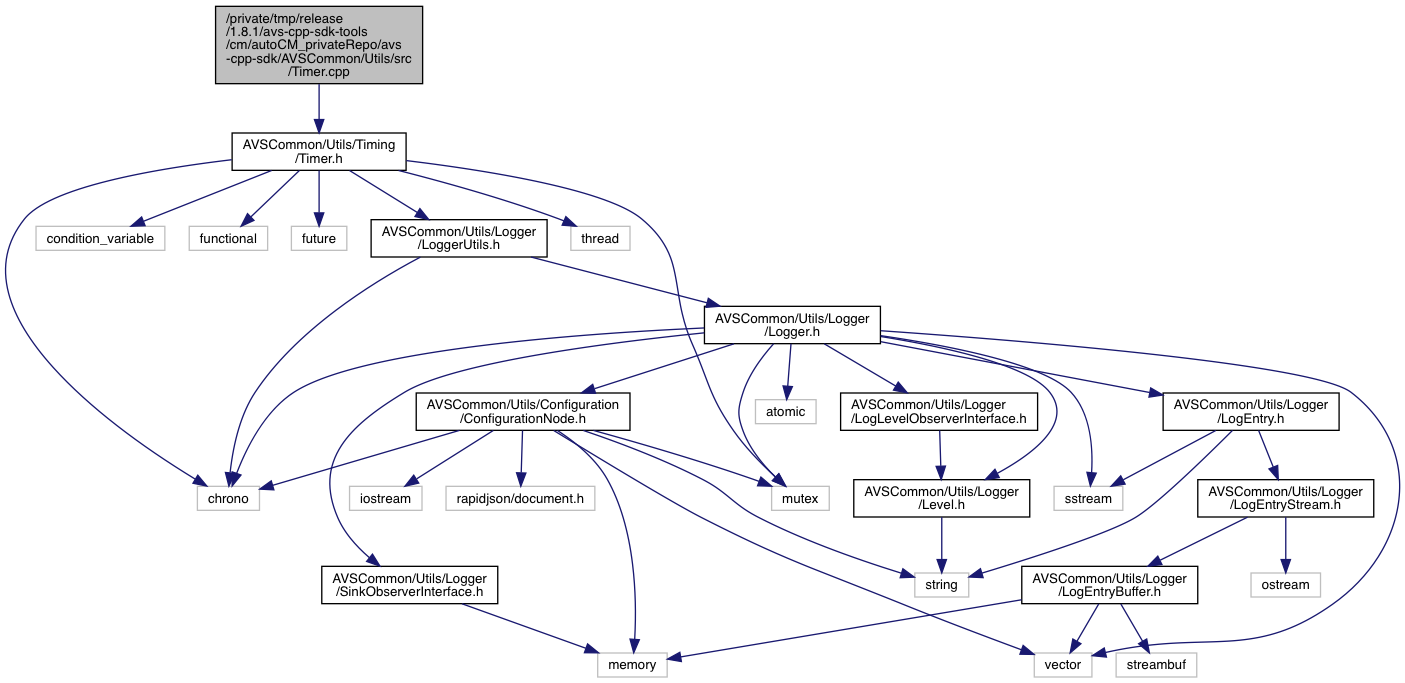 /private/tmp/release
/1.8.1/avs-cpp-sdk-tools
/cm/autoCM_privateRepo/avs
-cpp-sdk/AVSCommon/Utils/src
/Timer.cpp
AVSCommon/Utils/Timing
/Timer.h
condition_variable
functional
future
AVSCommon/Utils/Logger
/LoggerUtils.h
thread
AVSCommon/Utils/Logger
/Logger.h
AVSCommon/Utils/Configuration
/ConfigurationNode.h
atomic
AVSCommon/Utils/Logger
/LogLevelObserverInterface.h
AVSCommon/Utils/Logger
/LogEntry.h
chrono
iostream
rapidjson/document.h
mutex
AVSCommon/Utils/Logger
/Level.h
sstream
AVSCommon/Utils/Logger
/LogEntryStream.h
AVSCommon/Utils/Logger
/SinkObserverInterface.h
string
AVSCommon/Utils/Logger
/LogEntryBuffer.h
ostream
memory
vector
streambuf